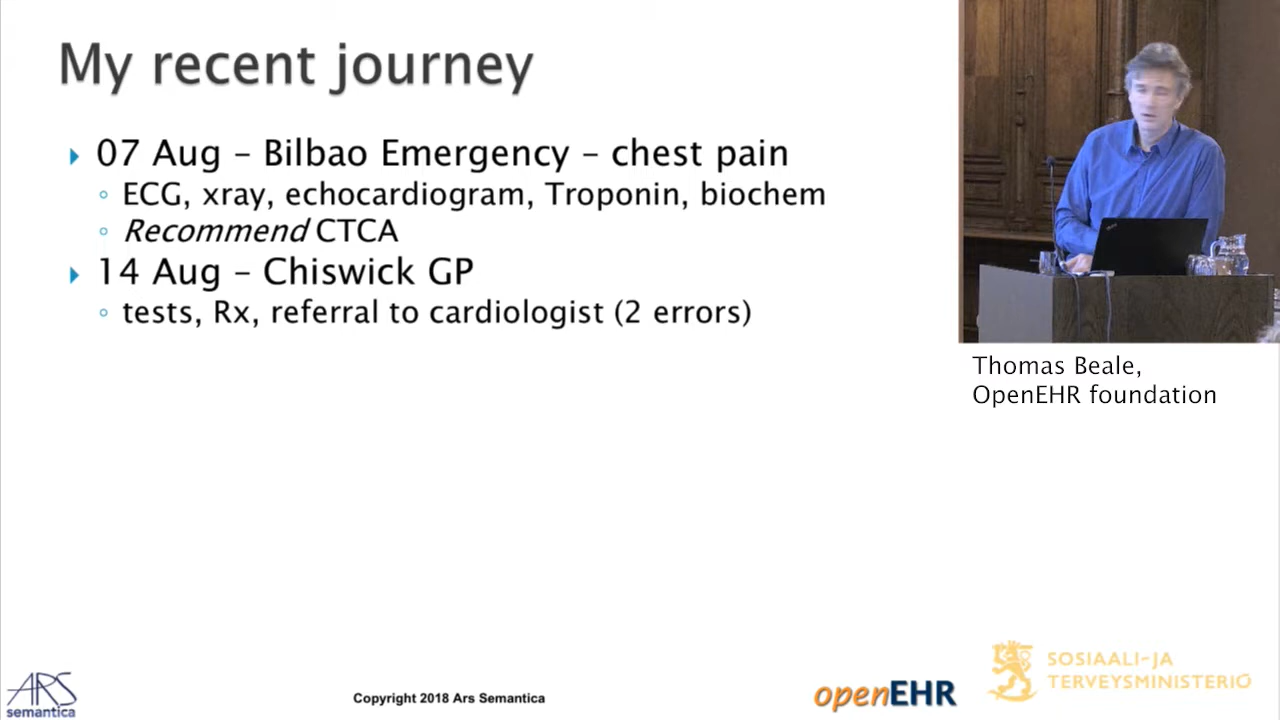 My recent journey
07 Aug – Bilbao Emergency – chest pain
ECG, xray, echocardiogram, Troponin, biochem
Recommend CTCA
14 Aug – Chiswick GP
tests, Rx, referral to cardiologist (2 errors)
Thomas Beale,
OpenEHR foundation
ARS
semantica
Copyright 2018 Ars Semantica
openEHR
SOSIAALI-JA
TERVEYSMINISTERIÖ